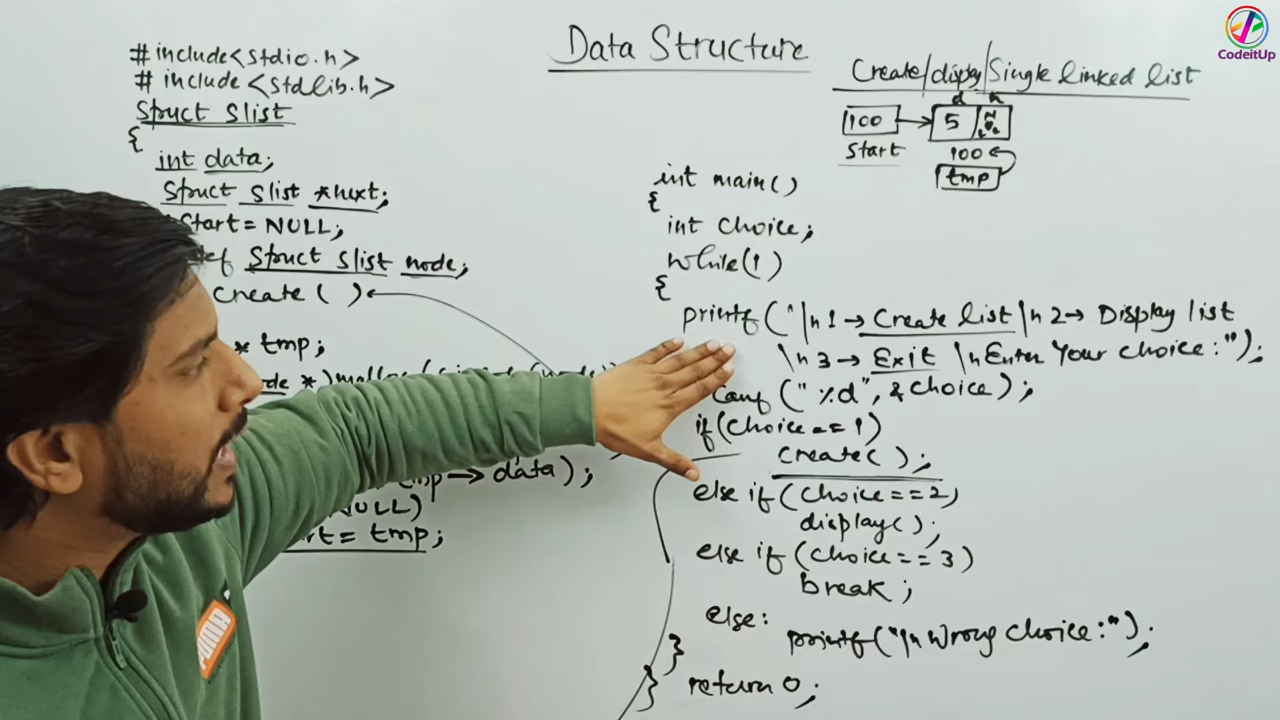 Data Structure
CodeitUp
Create/display/Single linked list
#include<stdio.h>
# include <stdlib.h>
Struct Slist
{
int data;
Struct Slist *next;
Start = NULL;
Struct Slist node;
Create ( )
* tmp;
data);
NULL)
= tmp;
d n
100 5
Start 100
tmp
int main()
{
int choice;
while(1)
{
printf("\n 1→ Create list \n 2→ Display list
\n 3→ Exit \n Enter Your choice:");
canf ("%d", &choice);
if(choice == 1)
create( );
else if(choice==2)
display();
else if (choice == 3)
break;
else:
printf("\n Wrong choice:");
}
} return 0;
PUMA